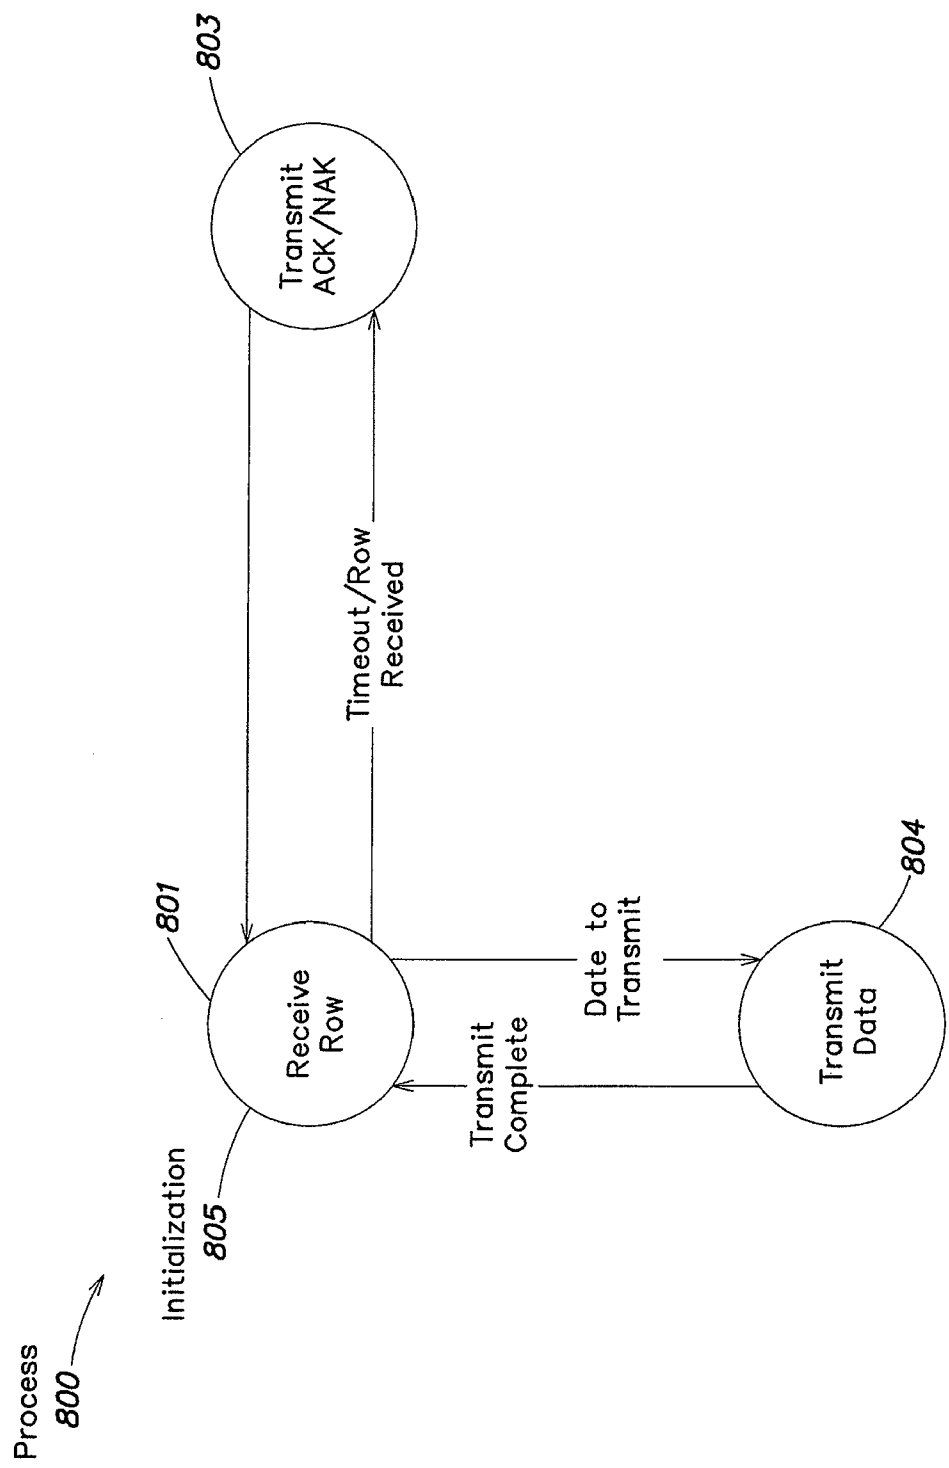 Process
800
Initialization
805
801
Receive
Row
Transmit
Complete
Date to
Transmit
Transmit
Data
804
Timeout/Row
Received
803
Transmit
ACK/NAK